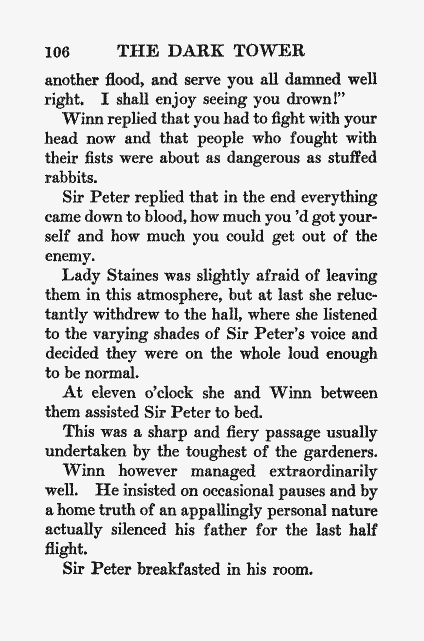 106 THE DARK TOWER
another flood, and serve you all damned well
right. I shall enjoy seeing you drown!"
Winn replied that you had to fight with your
head now and that people who fought with
their fists were about as dangerous as stuffed
rabbits.
Sir Peter replied that in the end everything
came down to blood, how much you 'd got your-
self and how much you could get out of the
enemy.
Lady Staines was slightly afraid of leaving
them in this atmosphere, but at last she reluc-
tantly withdrew to the hall, where she listened
to the varying shades of Sir Peter's voice and
decided they were on the whole loud enough
to be normal.
At eleven o'clock she and Winn between
them assisted Sir Peter to bed.
This was a sharp and fiery passage usually
undertaken by the toughest of the gardeners.
Winn however managed extraordinarily
well. He insisted on occasional pauses and by
a home truth of an appallingly personal nature
actually silenced his father for the last half
flight.
Sir Peter breakfasted in his room.